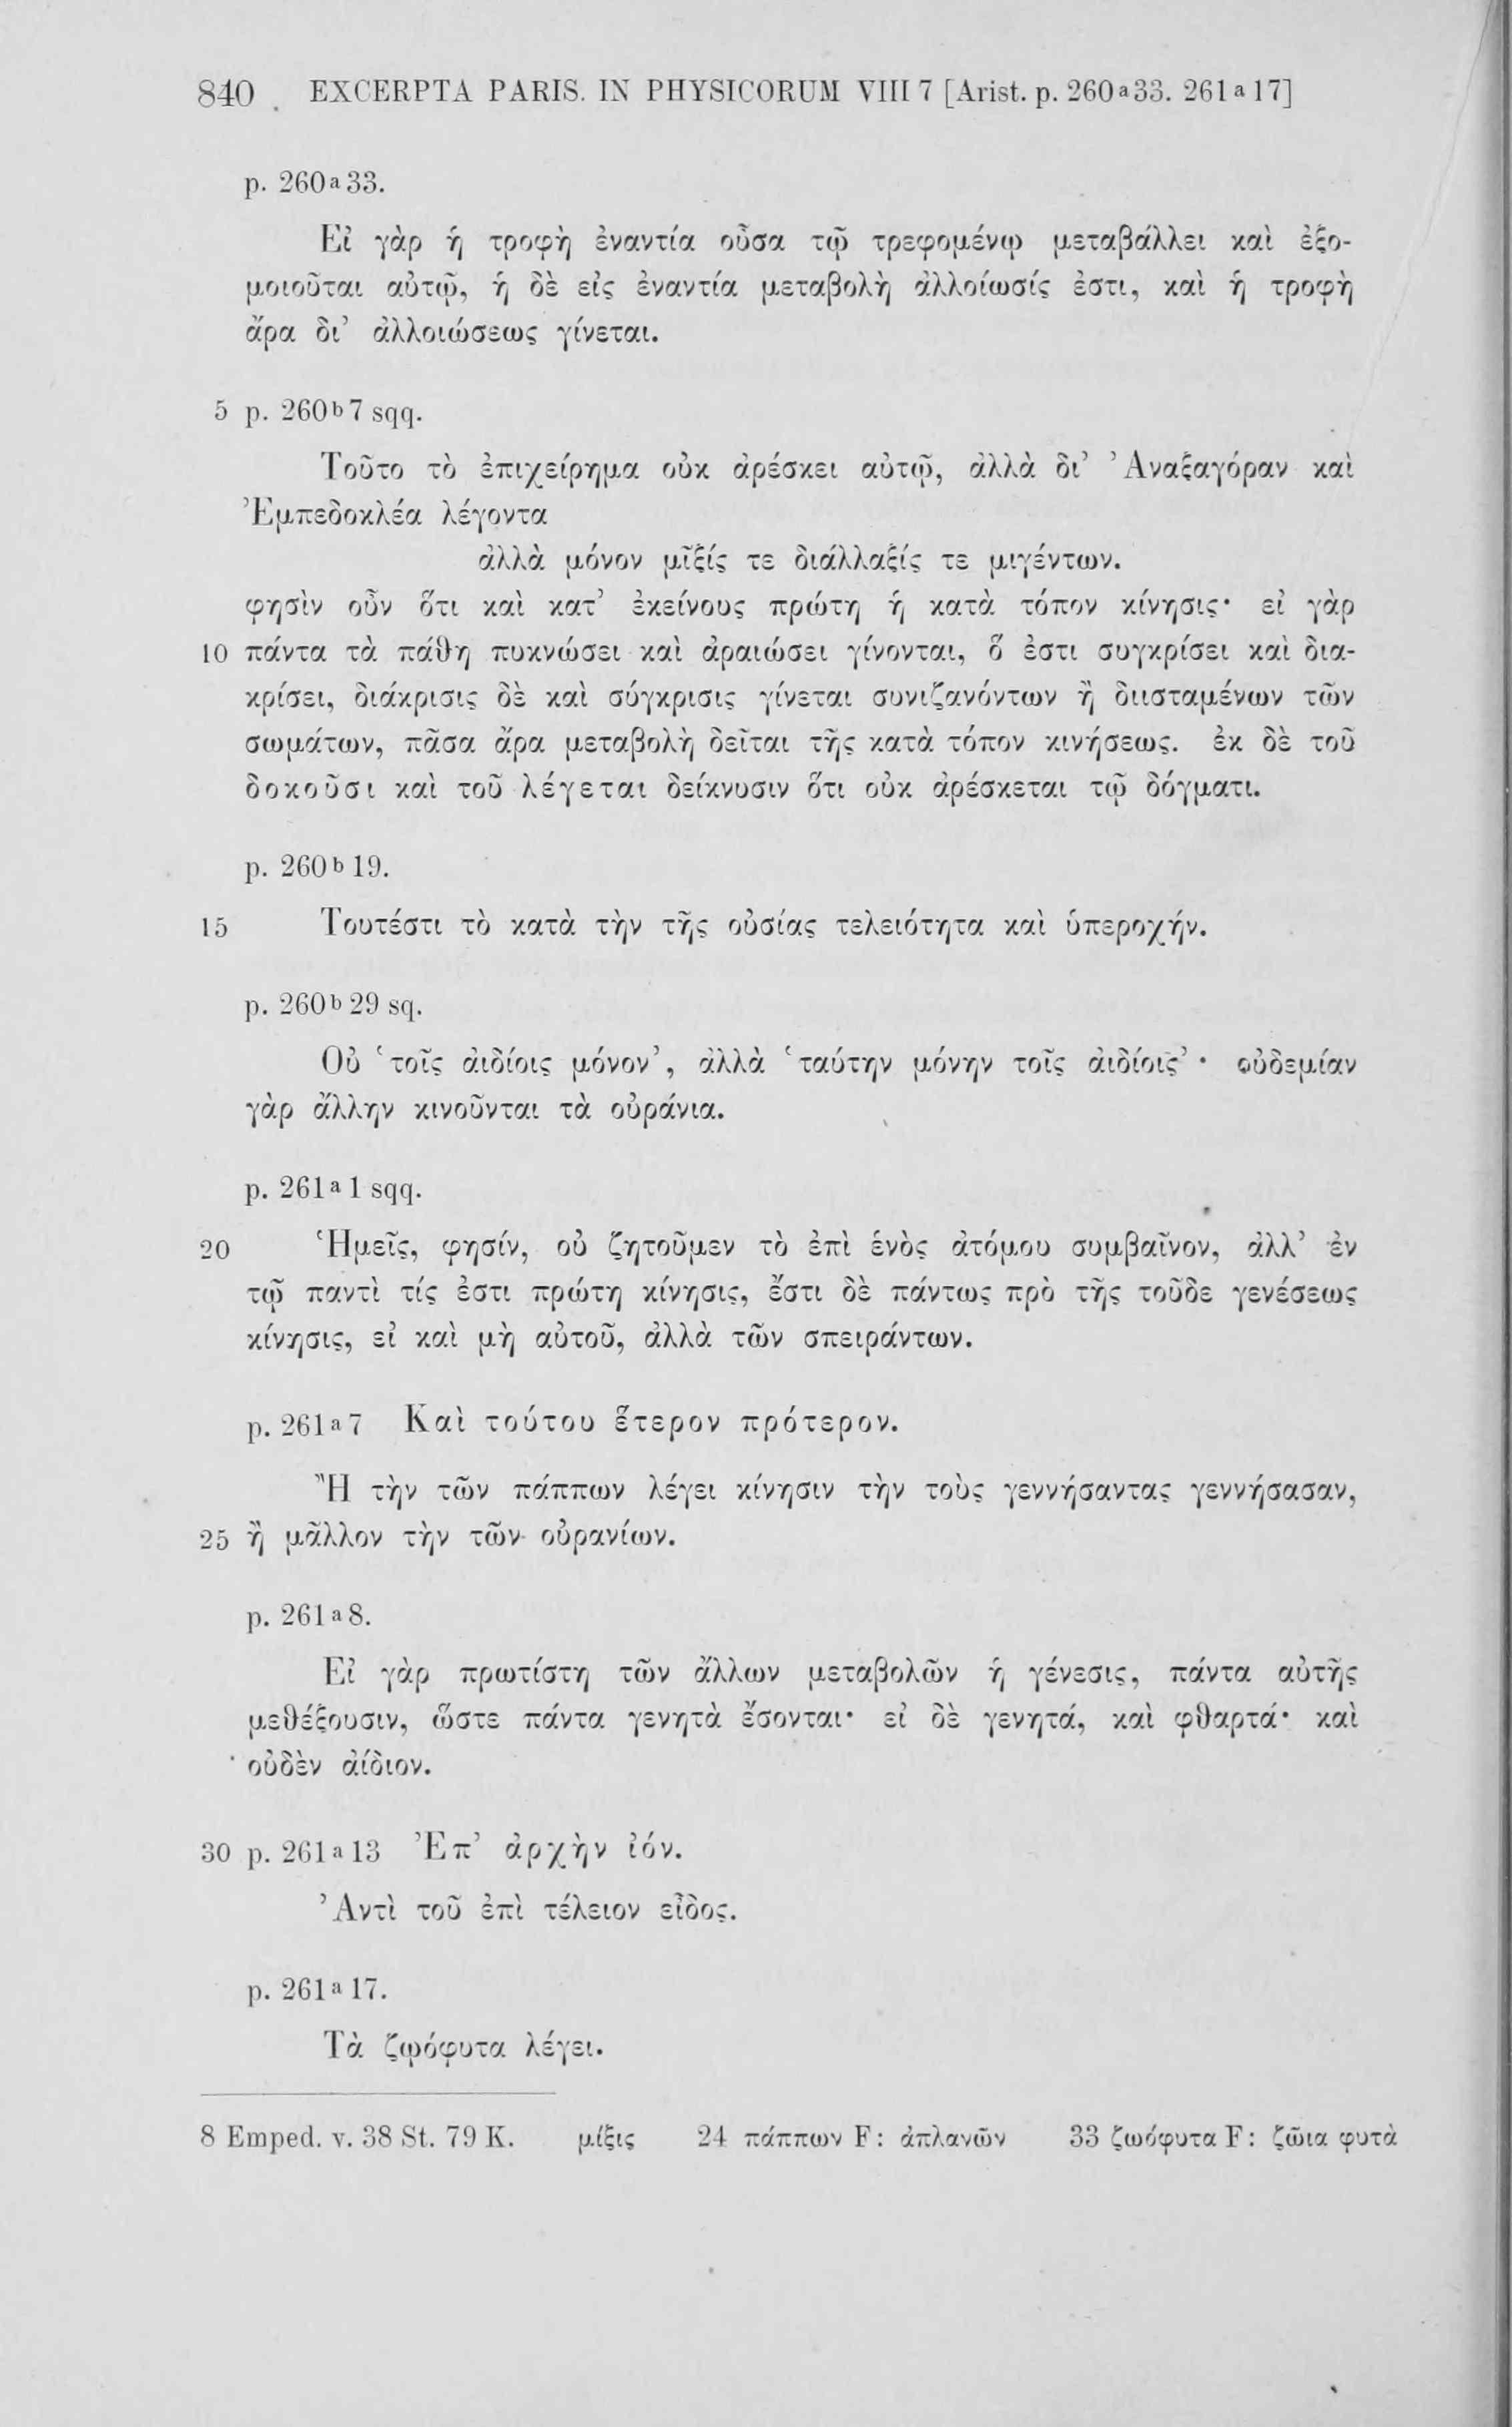 840 EXCERPTA PARIS. IN PHYSICORUM VIII 7 [Arist. p. 260ª33. 261ª17]
p. 260ª33.
Εἰ γὰρ ἡ τροφὴ ἐναντία οὖσα τῷ τρεφομένῳ μεταβάλλει καὶ ἐξο-
μοιοῦται αὐτῷ, ἡ δὲ εἰς ἐναντία μεταβολὴ ἀλλοίωσίς ἐστι, καὶ ἡ τροφὴ
ἄρα δι’ ἀλλοιώσεως γίνεται.
5 p. 260ᵇ7 sqq.
Τοῦτο τὸ ἐπιχείρημα οὐκ ἀρέσκει αὐτῷ, ἀλλὰ δι’ Ἀναξαγόραν καὶ
Ἐμπεδοκλέα λέγοντα
ἀλλὰ μόνον μῖξίς τε διάλλαξίς τε μιγέντων.
φησὶν οὖν ὅτι καὶ κατ’ ἐκείνους πρώτη ἡ κατὰ τόπον κίνησις· εἰ γὰρ
10 πάντα τὰ πάθη πυκνώσει καὶ ἀραιώσει γίνονται, ὅ ἐστι συγκρίσει καὶ δια-
κρίσει, διάκρισις δὲ καὶ σύγκρισις γίνεται συνιζανόντων ἢ διισταμένων τῶν
σωμάτων, πᾶσα ἄρα μεταβολὴ δεῖται τῆς κατὰ τόπον κινήσεως. ἐκ δὲ τοῦ
δοκοῦσι καὶ τοῦ λέγεται δείκνυσιν ὅτι οὐκ ἀρέσκεται τῷ δόγματι.
p. 260ᵇ19.
15 Τουτέστι τὸ κατὰ τὴν τῆς οὐσίας τελειότητα καὶ ὑπεροχήν.
p. 260ᵇ29 sq.
Οὐ ‘τοῖς ἀιδίοις μόνον’, ἀλλὰ ‘ταύτην μόνην τοῖς ἀιδίοις’· οὐδεμίαν
γὰρ ἄλλην κινοῦνται τὰ οὐράνια.
p. 261ª1 sqq.
20 Ἡμεῖς, φησίν, οὐ ζητοῦμεν τὸ ἐπὶ ἑνὸς ἀτόμου συμβαῖνον, ἀλλ’ ἐν
τῷ παντὶ τίς ἐστι πρώτη κίνησις, ἔστι δὲ πάντως πρὸ τῆς τοῦδε γενέσεως
κίνησις, εἰ καὶ μὴ αὐτοῦ, ἀλλὰ τῶν σπειράντων.
p. 261ª7 Καὶ τούτου ἕτερον πρότερον.
Ἢ τὴν τῶν πάππων λέγει κίνησιν τὴν τοὺς γεννήσαντας γεννήσασαν,
25 ἢ μᾶλλον τὴν τῶν οὐρανίων.
p. 261ª8.
Εἰ γὰρ πρωτίστη τῶν ἄλλων μεταβολῶν ἡ γένεσις, πάντα αὐτῆς
μεθέξουσιν, ὥστε πάντα γενητὰ ἔσονται· εἰ δὲ γενητά, καὶ φθαρτά· καὶ
οὐδὲν ἀίδιον.
30 p. 261ª13 Ἐπ’ ἀρχὴν ἰόν.
Ἀντὶ τοῦ ἐπὶ τέλειον εἶδος.
p. 261ª17.
Τὰ ζῳόφυτα λέγει.
8 Emped. v. 38 St. 79 K. μίξις 24 πάππων F: ἀπλανῶν 33 ζωόφυτα F: ζῶια φυτὰ